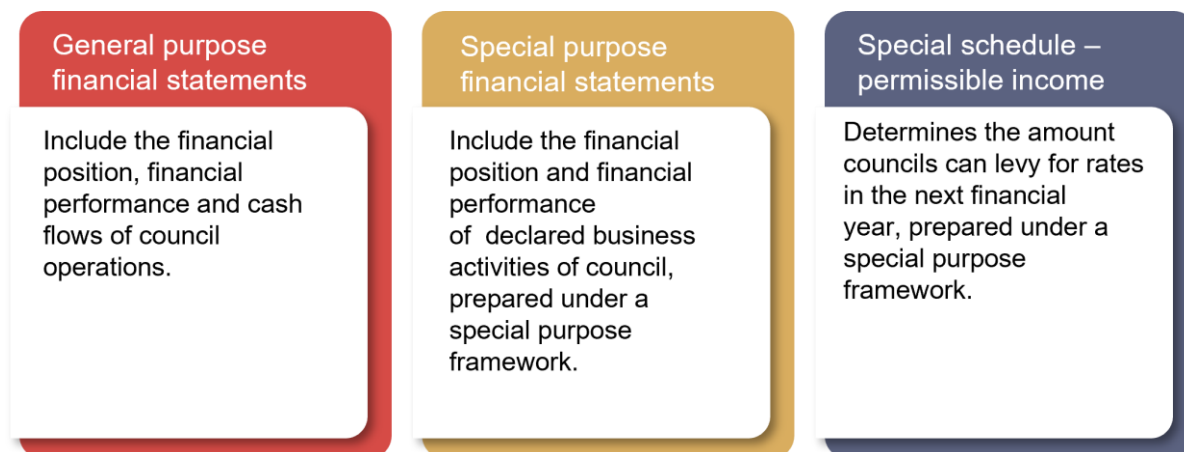 General purpose
financial statements
Include the financial
position, financial
performance and cash
flows of council
operations.
Special purpose
financial statements
Include the financial
position and financial
performance
of  declared business
activities of council,
prepared under a
special purpose
framework.
Special schedule –
permissible income
Determines the amount
councils can levy for rates
in the next financial
year, prepared under a
special purpose
framework.